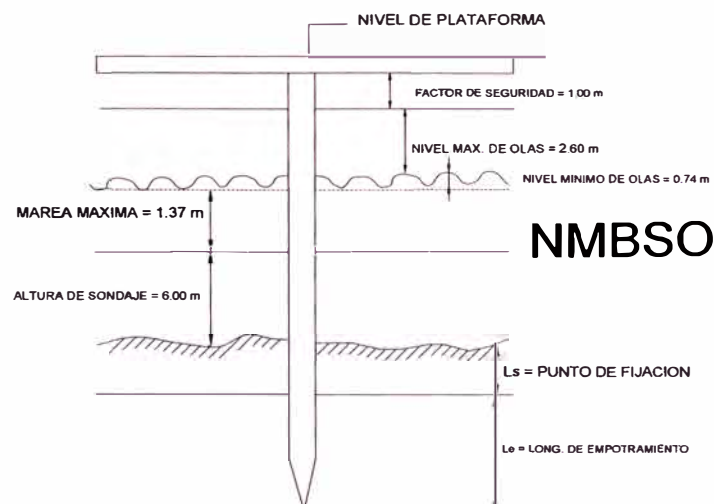 NIVEL DE PLATAFORMA
FACTOR DE SEGURIDAD = 1.00 m
NIVEL MAX. DE OLAS = 2.60 m
NIVEL MINIMO DE OLAS = 0.74 m
MAREA MAXIMA = 1.37 m
NMBSO
ALTURA DE SONDAJE = 6.00 m
Ls = PUNTO DE FIJACION
Le = LONG. DE EMPOTRAMIENTO